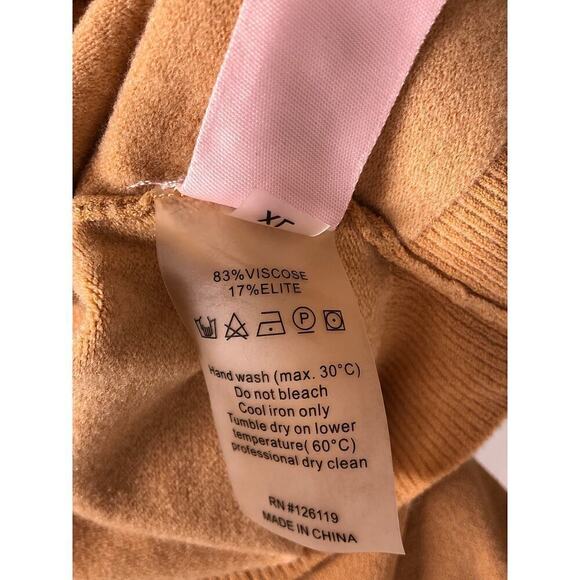 XL
83%VISCOSE
17%ELITE
P
Hand wash (max. 30°C)
Do not bleach
Cool iron only
Tumble dry on lower
temperature( 60°C)
professional dry clean
RN #126119
MADE IN CHINA